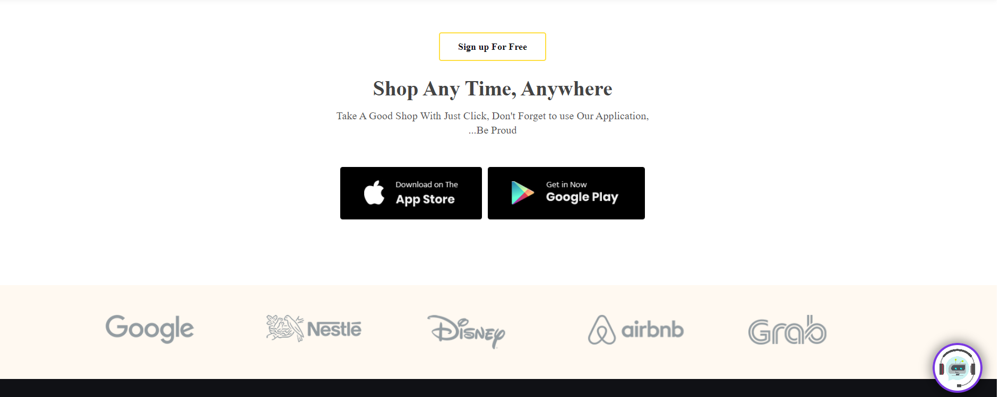 Sign up For Free
Shop Any Time, Anywhere
Take A Good Shop With Just Click, Don't Forget to use Our Application,
...Be Proud
Download on The
App Store
Get in Now
Google Play
Google
Nestlé
Disney
airbnb
Grab